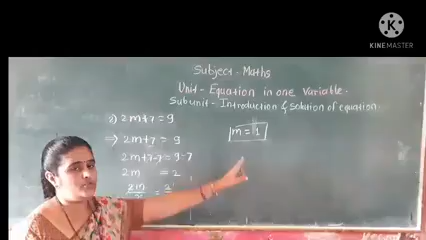 KINEMASTER
Subject - Maths
Unit - Equation in one Variable.
Subunit - Introduction & Solution of equation
i) 2m+7 = 9
⇒ 2m+7 = 9
2m+7-7 = 9-7
2m = 2
= 2
m = 1